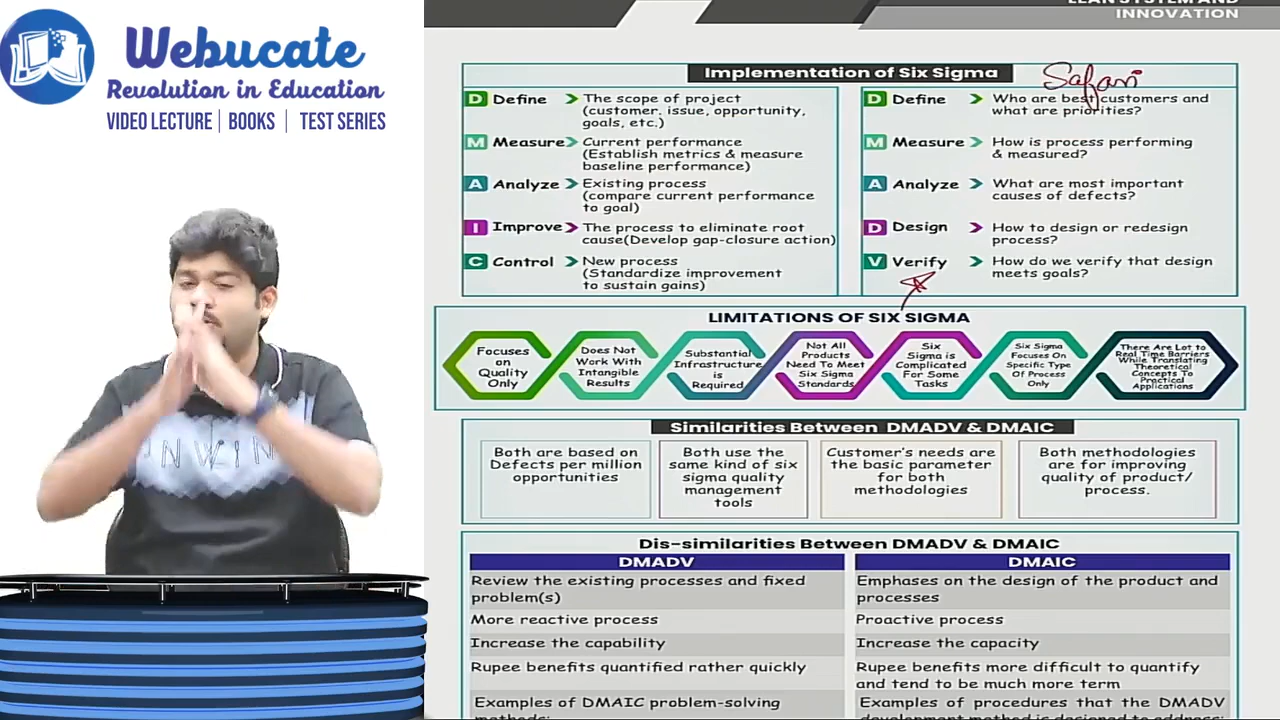 Webucate
Revolution in Education
VIDEO LECTURE | BOOKS | TEST SERIES
LEAN SYSTEM AND
INNOVATION
Implementation of Six Sigma
Safari
D Define
The scope of project
(customer, issue, opportunity,
goals, etc.)
M Measure
Current performance
(Establish metrics & measure
baseline performance)
A Analyze
Existing process
(compare current performance
to goal)
I Improve
The process to eliminate root
cause(Develop gap-closure action)
C Control
New process
(Standardize improvement
to sustain gains)
D Define
Who are best customers and
what are priorities?
M Measure
How is process performing
& measured?
A Analyze
What are most important
causes of defects?
D Design
How to design or redesign
process?
V Verify
How do we verify that design
meets goals?
LIMITATIONS OF SIX SIGMA
Focuses
on
Quality
Only
Does Not
Work With
Intangible
Results
Substantial
Infrastructure
is
Required
Not All
Products
Need To Meet
Six Sigma
Standards
Six
Sigma is
Complicated
For Some
Tasks
Six Sigma
Focuses On
Specific Type
Of Process
Only
There Are Lot to
Real Time Barriers
While Translating
Theoretical
Concepts To
Practical
Applications
Similarities Between DMADV & DMAIC
Both are based on
Defects per million
opportunities
Both use the
same kind of six
sigma quality
management
tools
Customer's needs are
the basic parameter
for both
methodologies
Both methodologies
are for improving
quality of product/
process.
Dis-similarities Between DMADV & DMAIC
DMADV
DMAIC
Review the existing processes and fixed
problem(s)
Emphases on the design of the product and
processes
More reactive process
Proactive process
Increase the capability
Increase the capacity
Rupee benefits quantified rather quickly
Rupee benefits more difficult to quantify
and tend to be much more term
Examples of DMAIC problem-solving
methods:
Examples of procedures that the DMADV
development method is designed to address: